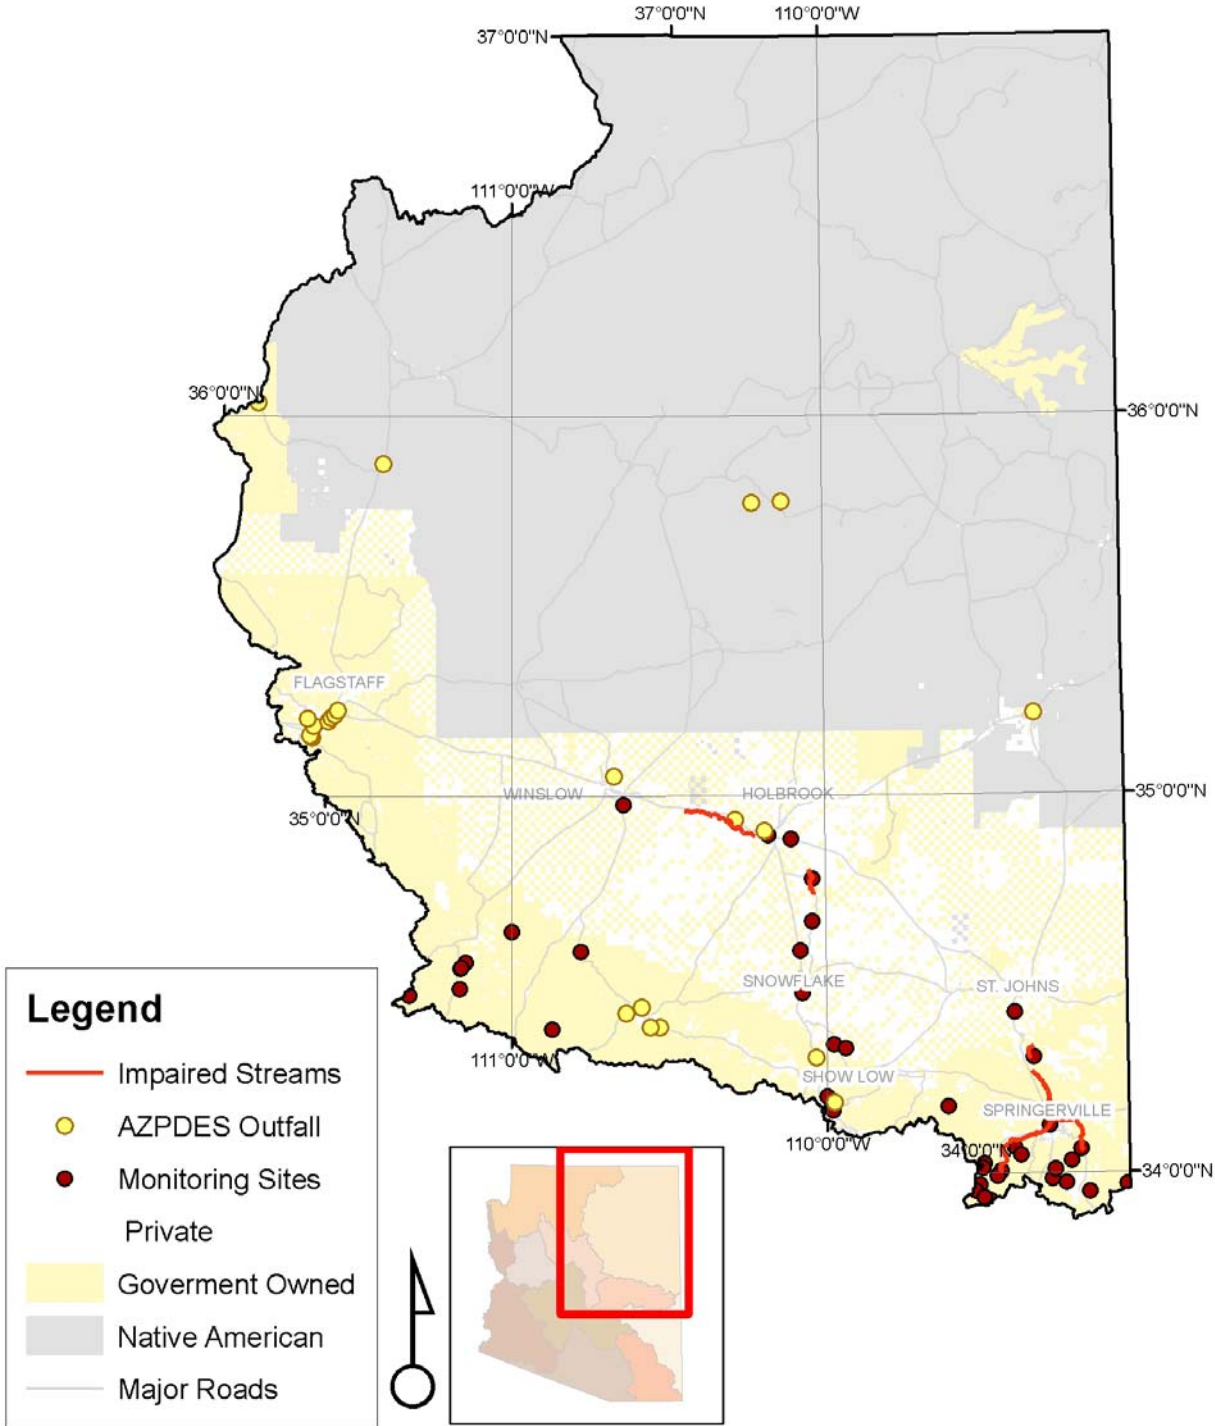 37°0'0"N
110°0'0"W
37°0'0"N
111°0'0"W
36°0'0"N
36°0'0"N
FLAGSTAFF
WINSLOW
HOLBROOK
35°0'0"N
35°0'0"N
SNOWFLAKE
ST. JOHNS
111°0'0"W
SHOW LOW
SPRINGERVILLE
110°0'0"W
34°0'0"N
34°0'0"N
Legend
Impaired Streams
AZPDES Outfall
Monitoring Sites
Private
Goverment Owned
Native American
Major Roads